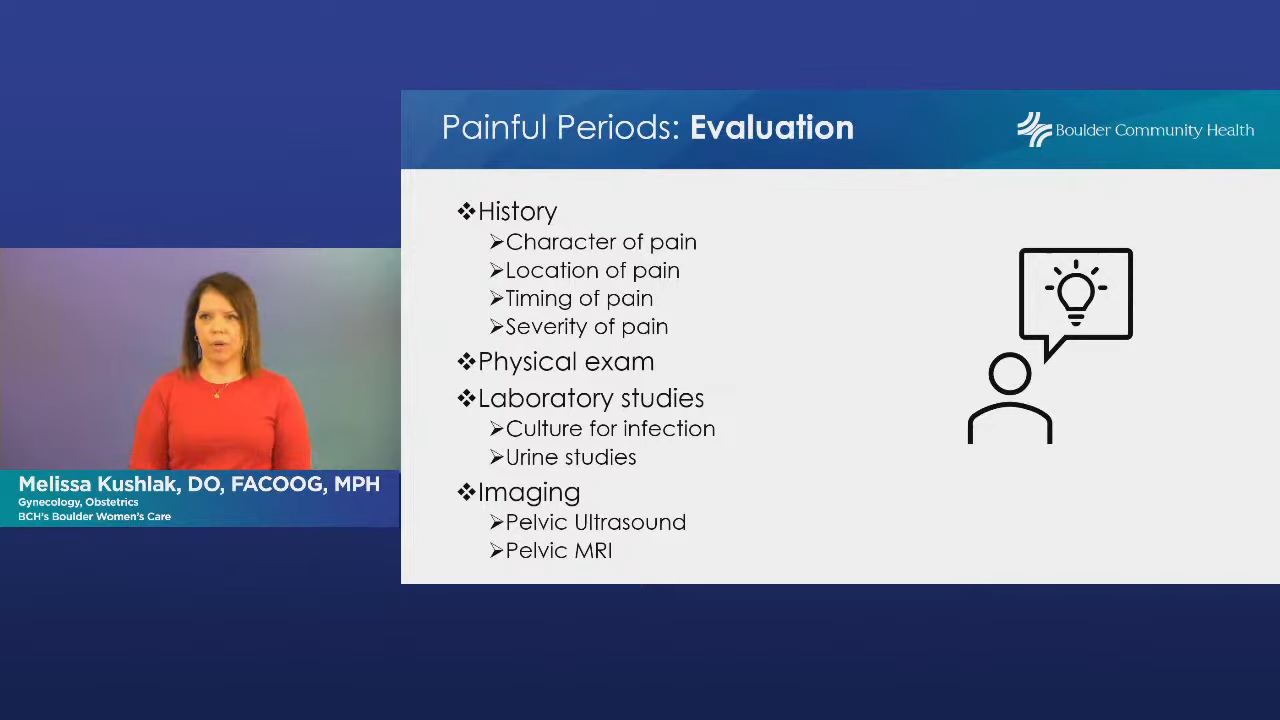 Painful Periods: Evaluation
Boulder Community Health
❖History
➢Character of pain
➢Location of pain
➢Timing of pain
➢Severity of pain
❖Physical exam
❖Laboratory studies
➢Culture for infection
➢Urine studies
❖Imaging
➢Pelvic Ultrasound
➢Pelvic MRI
Melissa Kushlak, DO, FACOOG, MPH
Gynecology, Obstetrics
BCH's Boulder Women's Care